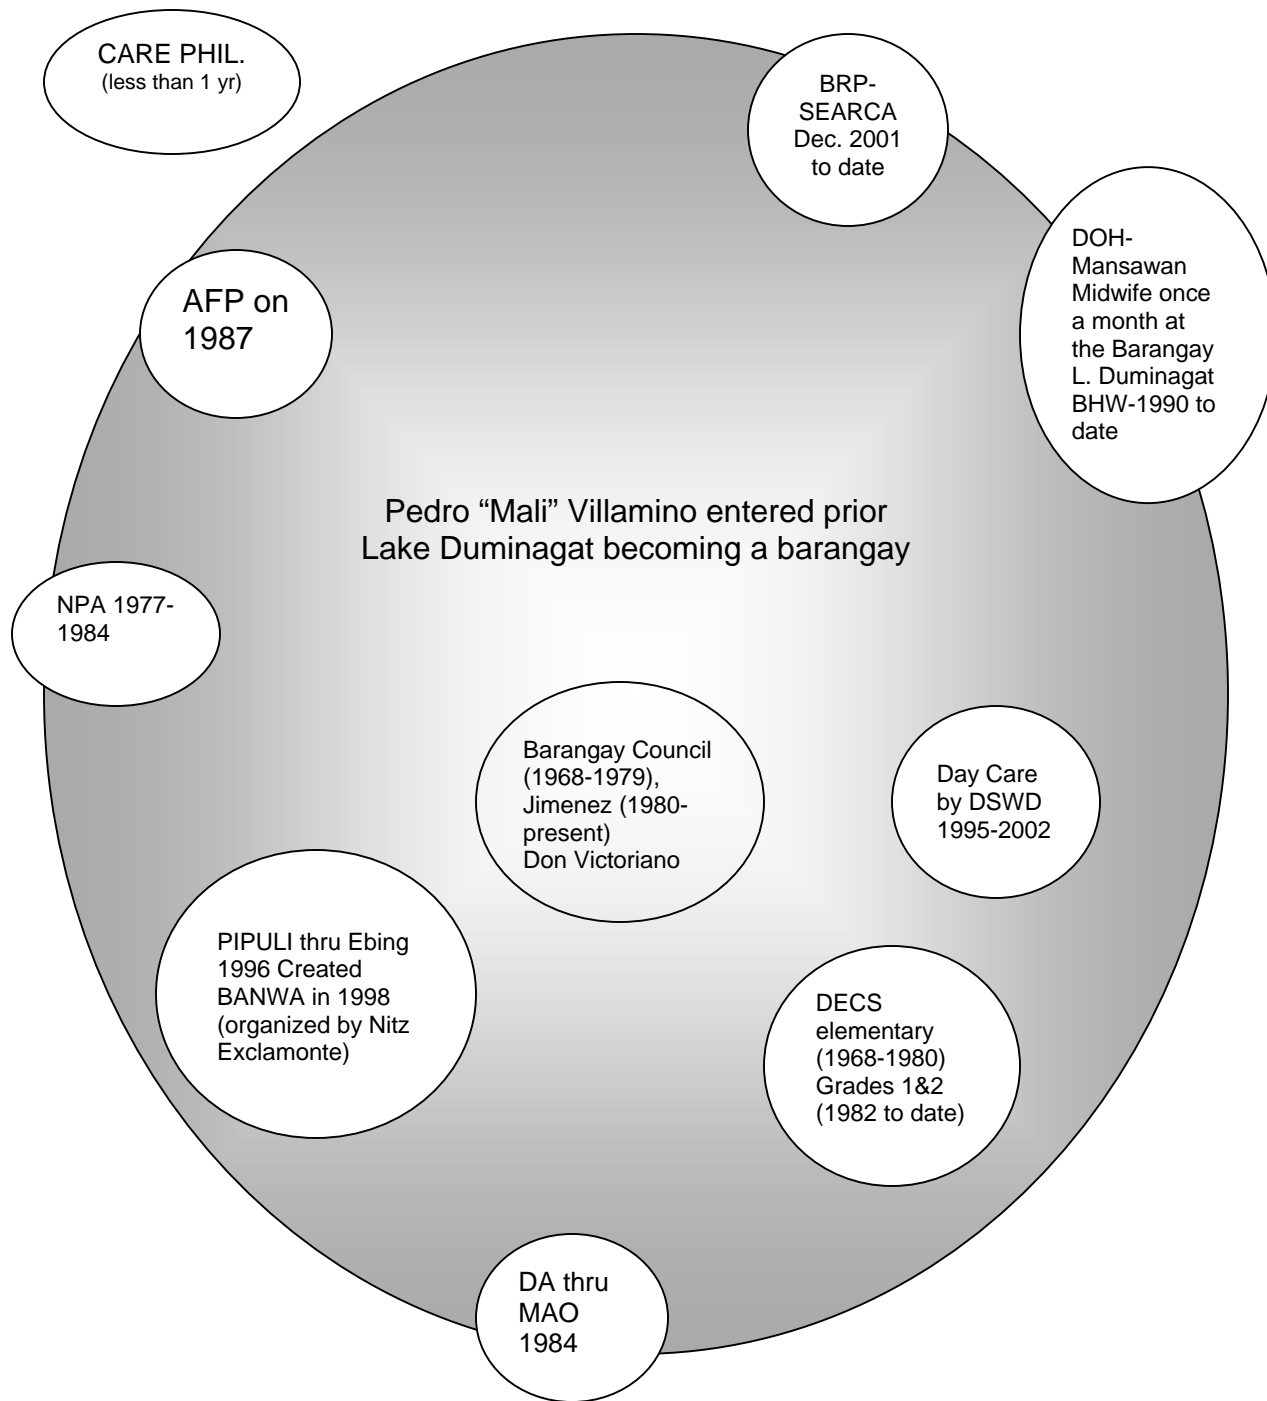 CARE PHIL.
(less than 1 yr)
BRP-
SEARCA
Dec. 2001
to date
DOH-
Mansawan
Midwife once
a month at
the Barangay
L. Duminagat
BHW-1990 to
date
AFP on
1987
Pedro “Mali” Villamino entered prior
Lake Duminagat becoming a barangay
NPA 1977-
1984
Barangay Council
(1968-1979),
Jimenez (1980-
present)
Don Victoriano
Day Care
by DSWD
1995-2002
PIPULI thru Ebing
1996 Created
BANWA in 1998
(organized by Nitz
Exclamonte)
DECS
elementary
(1968-1980)
Grades 1&2
(1982 to date)
DA thru
MAO
1984